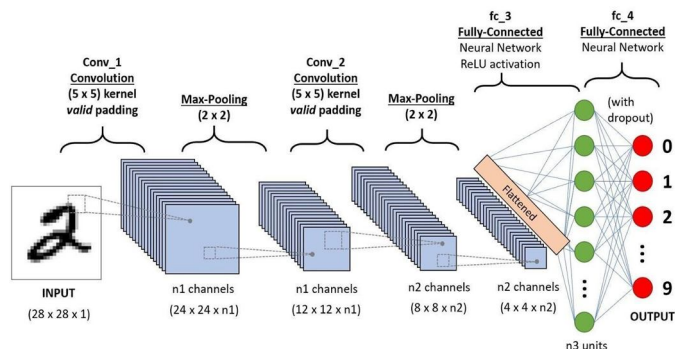 fc_3
Fully-Connected
Neural Network
ReLU activation
fc_4
Fully-Connected
Neural Network
Conv_1
Convolution
(5 x 5) kernel
valid padding
Max-Pooling
(2 x 2)
Conv_2
Convolution
(5 x 5) kernel
valid padding
Max-Pooling
(2 x 2)
(with
dropout)
0
1
2
9
Flattened
2
INPUT
(28 x 28 x 1)
n1 channels
(24 x 24 x n1)
n1 channels
(12 x 12 x n1)
n2 channels
(8 x 8 x n2)
n2 channels
(4 x 4 x n2)
OUTPUT
n3 units